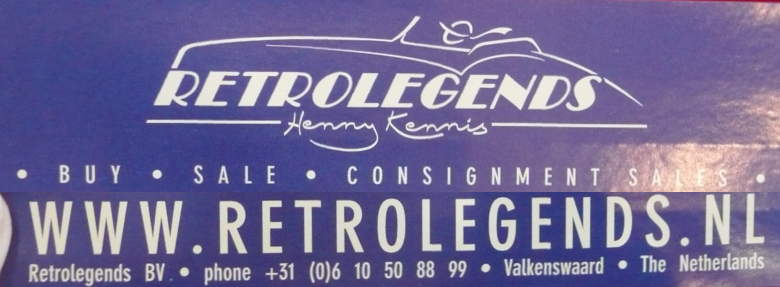 RETROLEGENDS
Henny Kennis
• BUY • SALE • CONSIGNMENT SALES •
WWW.RETROLEGENDS.NL
Retrolegends BV. • phone +31 (0)6 10 50 88 99 • Valkenswaard • The Netherlands